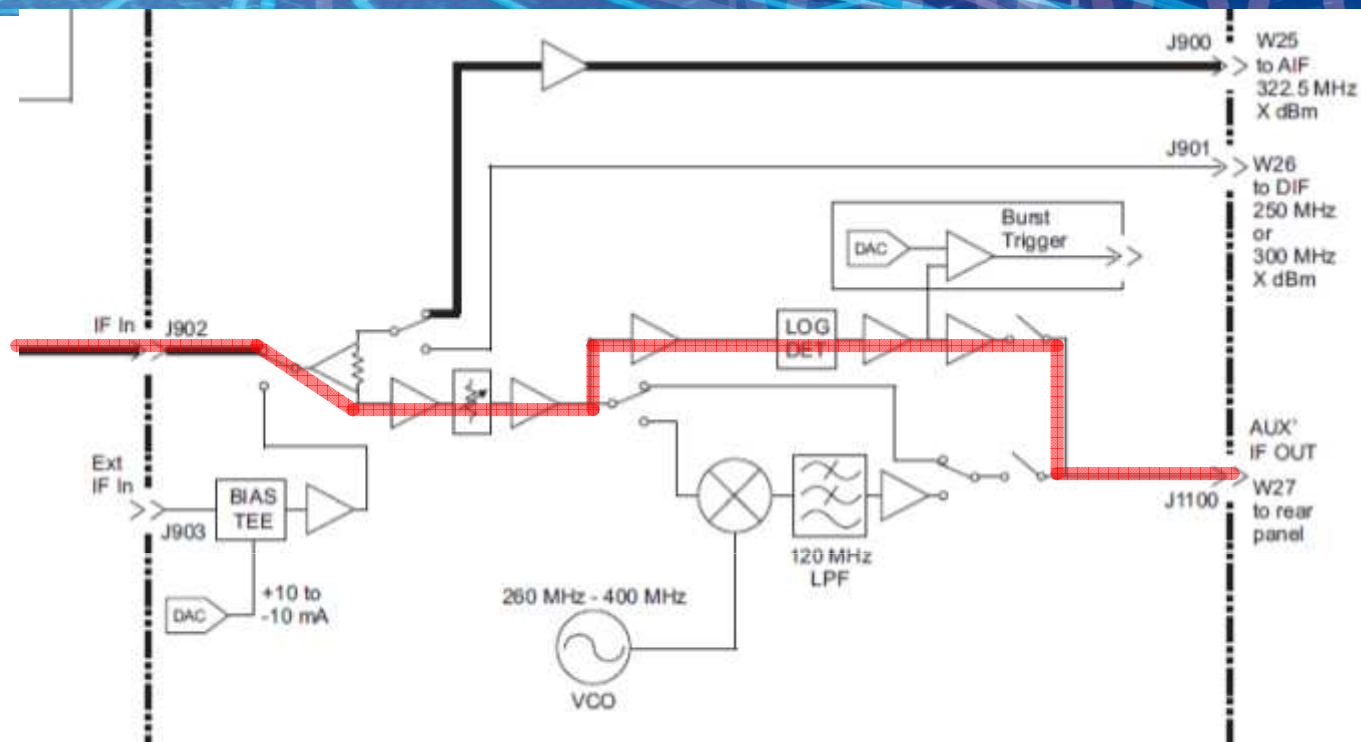 J900
W25
to AIF
322.5 MHz
X dBm
J901
W26
to DIF
250 MHz
or
300 MHz
X dBm
Burst
Trigger
DAC
IF In
J902
LOG
DET
AUX'
IF OUT
W27
to rear
panel
J1100
Ext
IF In
J903
BIAS
TEE
DAC
+10 to
-10 mA
120 MHz
LPF
260 MHz - 400 MHz
VCO